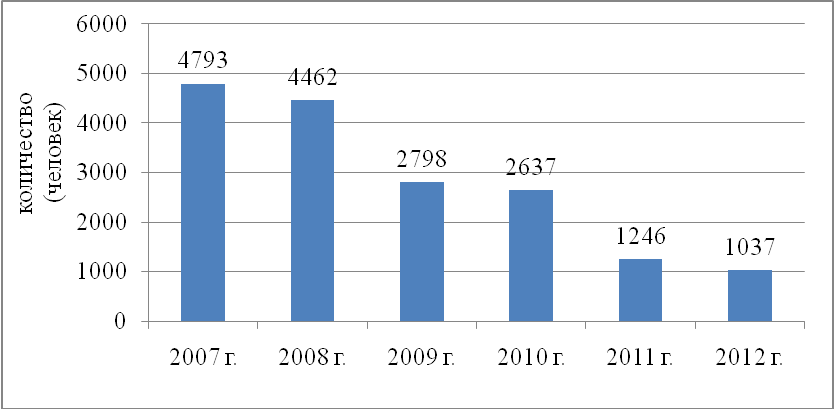 6000
5000
4000
3000
2000
1000
0
количество
(человек)
4793
4462
2798
2637
1246
1037
2007 г.
2008 г.
2009 г.
2010 г.
2011 г.
2012 г.